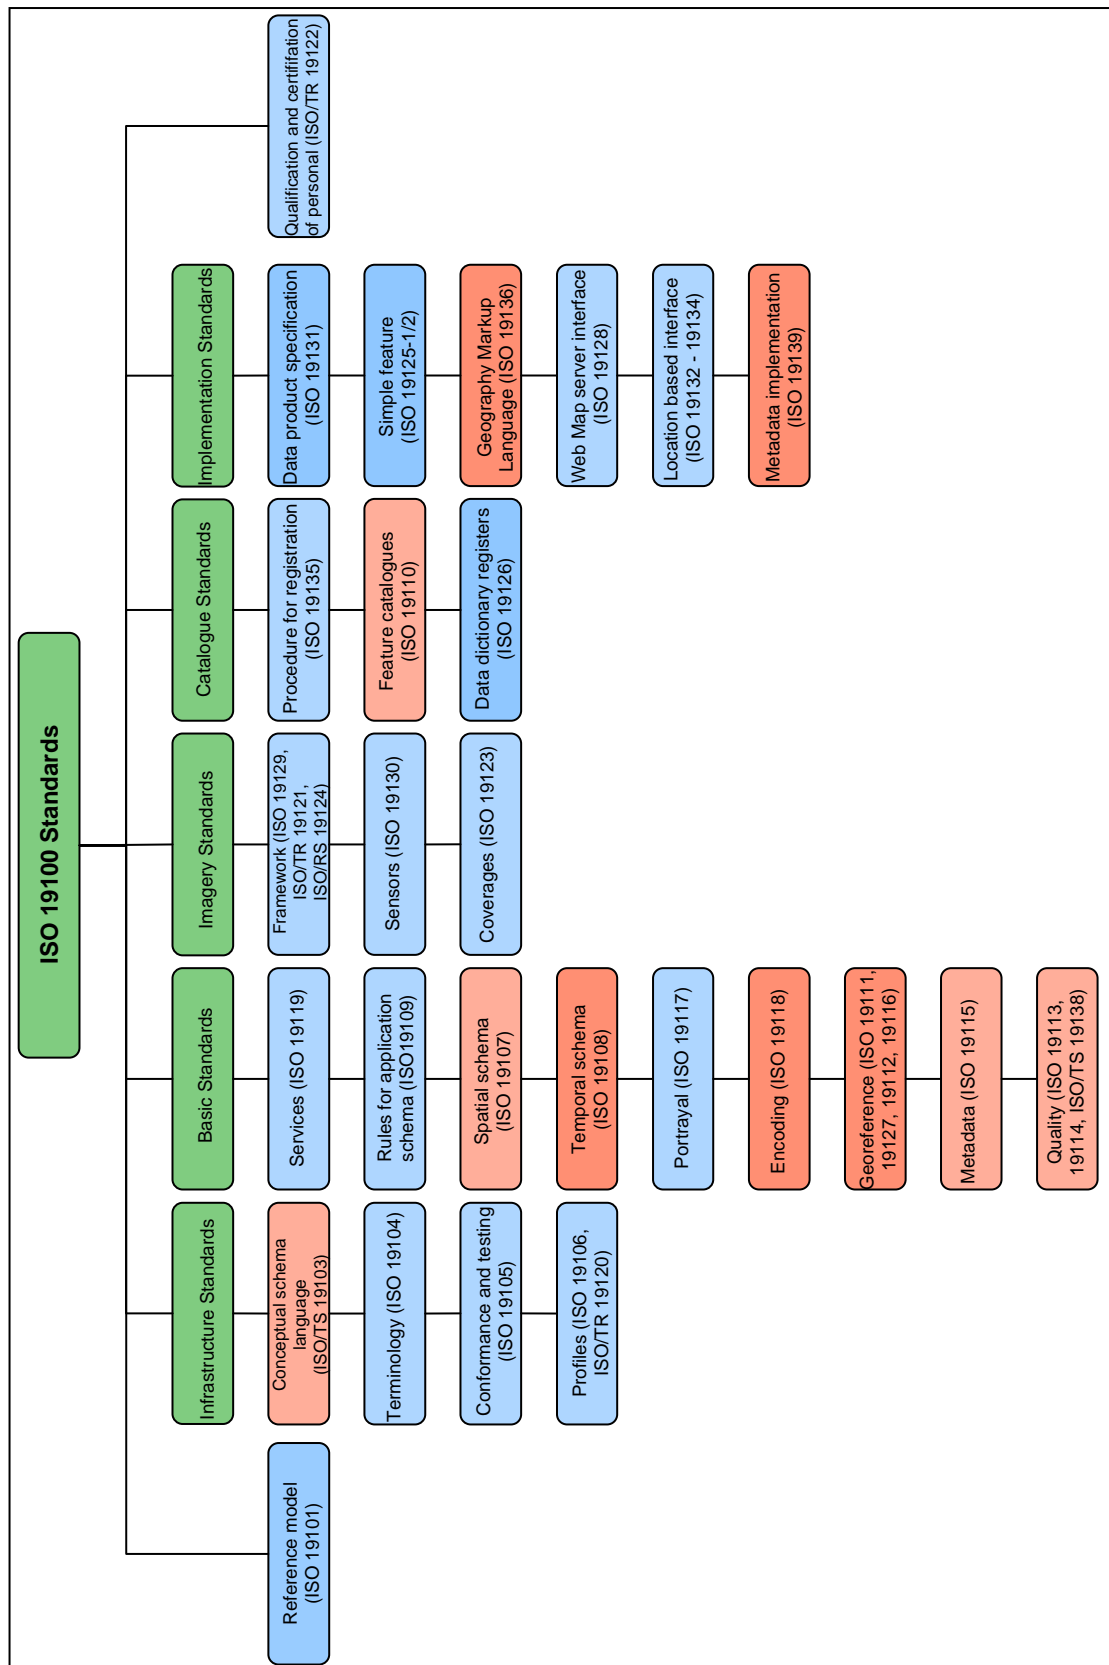 ISO 19100 Standards
Reference model
(ISO 19101)
Infrastructure Standards
Conceptual schema
language
(ISO/TS 19103)
Terminology (ISO 19104)
Conformance and testing
(ISO 19105)
Profiles (ISO 19106,
ISO/TR 19120)
Basic Standards
Services (ISO 19119)
Rules for application
schema (ISO19109)
Spatial schema
(ISO 19107)
Temporal schema
(ISO 19108)
Portrayal (ISO 19117)
Encoding (ISO 19118)
Georeference (ISO 19111,
19127, 19112, 19116)
Metadata (ISO 19115)
Quality (ISO 19113,
19114, ISO/TS 19138)
Imagery Standards
Framework (ISO 19129,
ISO/TR 19121,
ISO/RS 19124)
Sensors (ISO 19130)
Coverages (ISO 19123)
Catalogue Standards
Procedure for registration
(ISO 19135)
Feature catalogues
(ISO 19110)
Data dictionary registers
(ISO 19126)
Implementation Standards
Data product specification
(ISO 19131)
Simple feature
(ISO 19125-1/2)
Geography Markup
Language (ISO 19136)
Web Map server interface
(ISO 19128)
Location based interface
(ISO 19132 - 19134)
Metadata implementation
(ISO 19139)
Qualification and certififation
of personal (ISO/TR 19122)